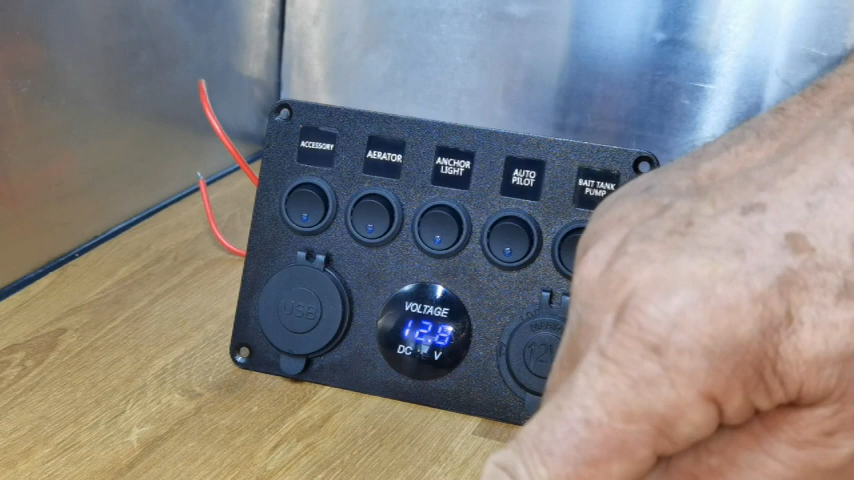 ACCESSORY
AERATOR
ANCHOR
LIGHT
AUTO
PILOT
BAIT TANK
PUMP
USB
VOLTAGE
12.8
DC
V
12V